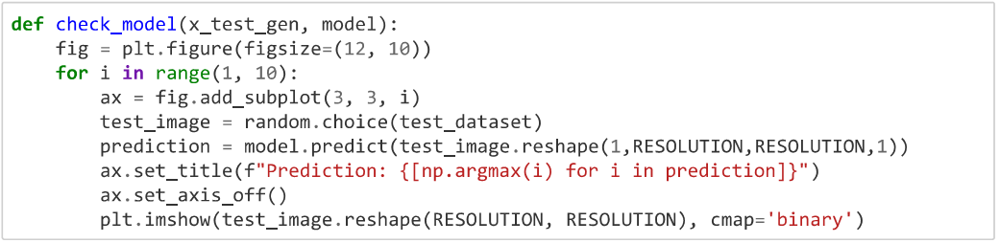 def check_model(x_test_gen, model):
    fig = plt.figure(figsize=(12, 10))
    for i in range(1, 10):
        ax = fig.add_subplot(3, 3, i)
        test_image = random.choice(test_dataset)
        prediction = model.predict(test_image.reshape(1,RESOLUTION,RESOLUTION,1))
        ax.set_title(f"Prediction: {[np.argmax(i) for i in prediction]}")
        ax.set_axis_off()
        plt.imshow(test_image.reshape(RESOLUTION, RESOLUTION), cmap='binary')